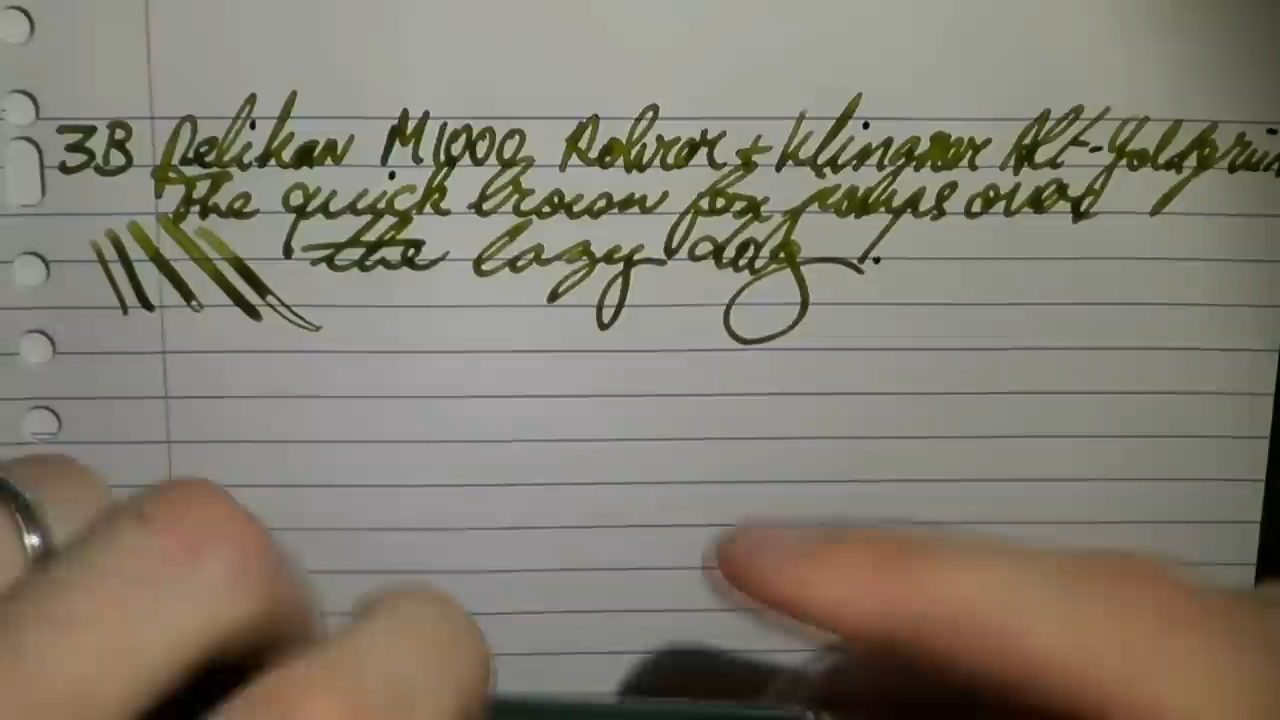 3B Pelikan M1000 Rohrer + Klingner Alt-Goldgrün
The quick brown fox jumps over
the lazy dog.